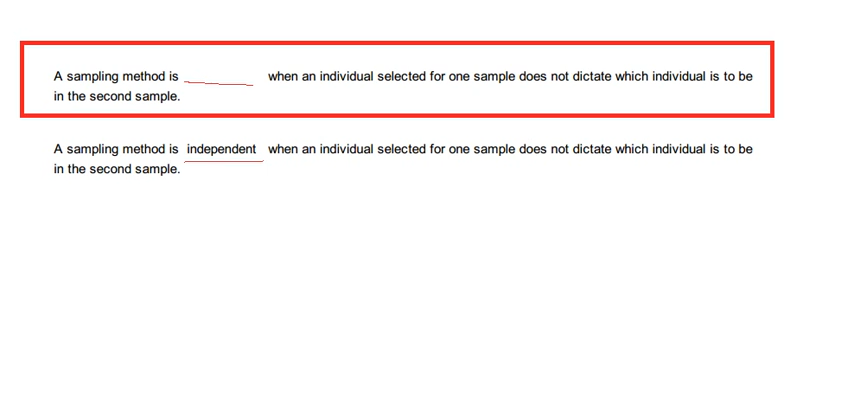 A sampling method is ________ when an individual selected for one sample does not dictate which individual is to be
in the second sample.
A sampling method is independent when an individual selected for one sample does not dictate which individual is to be
in the second sample.